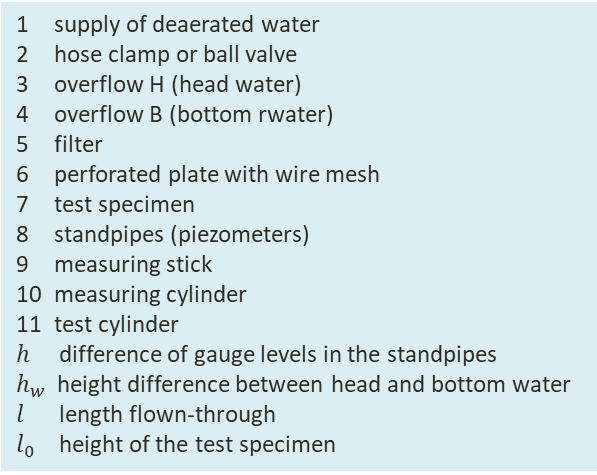 1 supply of deaerated water
2 hose clamp or ball valve
3 overflow H (head water)
4 overflow B (bottom rwater)
5 filter
6 perforated plate with wire mesh
7 test specimen
8 standpipes (piezometers)
9 measuring stick
10 measuring cylinder
11 test cylinder
h difference of gauge levels in the standpipes
h_w height difference between head and bottom water
l length flown-through
l₀ height of the test specimen